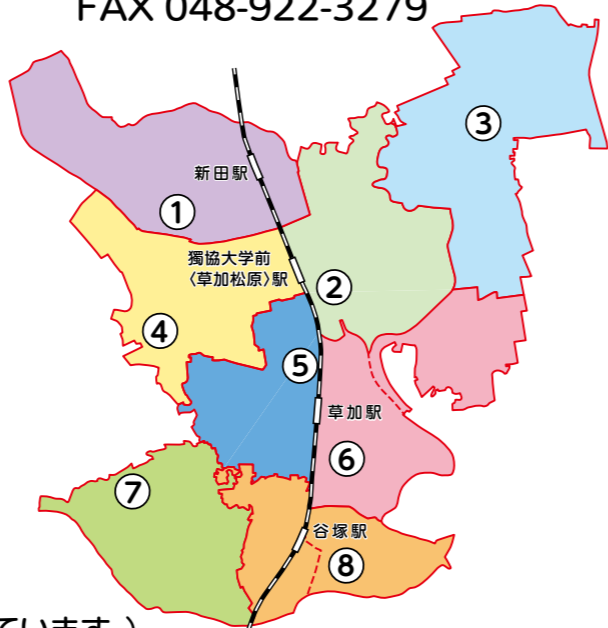 FAX 048-922-3279
③
新田駅
①
獨協大学前
〈草加松原〉駅
②
④
⑤
草加駅
⑥
⑦
谷塚駅
⑧
ています。）